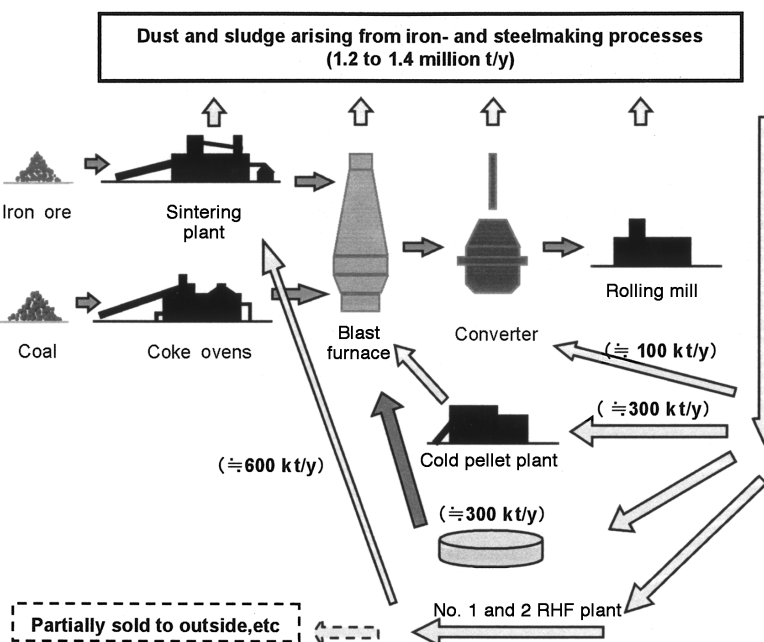 Dust and sludge arising from iron- and steelmaking processes
(1.2 to 1.4 million t/y)
Iron ore
Sintering
plant
Rolling mill
Coal
Coke ovens
Blast
furnace
Converter
(≒ 100 kt/y)
(≒300 kt/y)
Cold pellet plant
(≒600 kt/y)
(≒300 kt/y)
No. 1 and 2 RHF plant
Partially sold to outside,etc